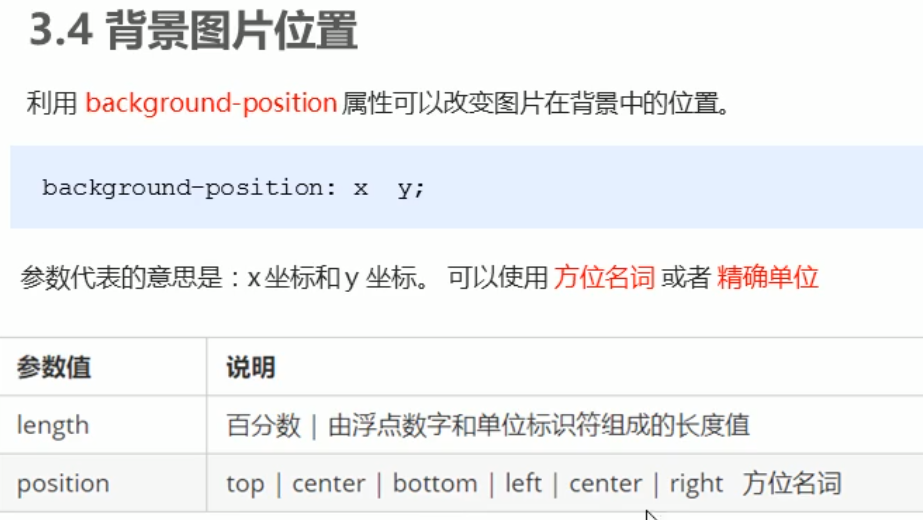 3.4 背景图片位置
利用 background-position 属性可以改变图片在背景中的位置。
background-position: x y;
参数代表的意思是：x 坐标和 y 坐标。 可以使用 方位名词 或者 精确单位
参数值 说明
length 百分数 | 由浮点数字和单位标识符组成的长度值
position top | center | bottom | left | center | right 方位名词